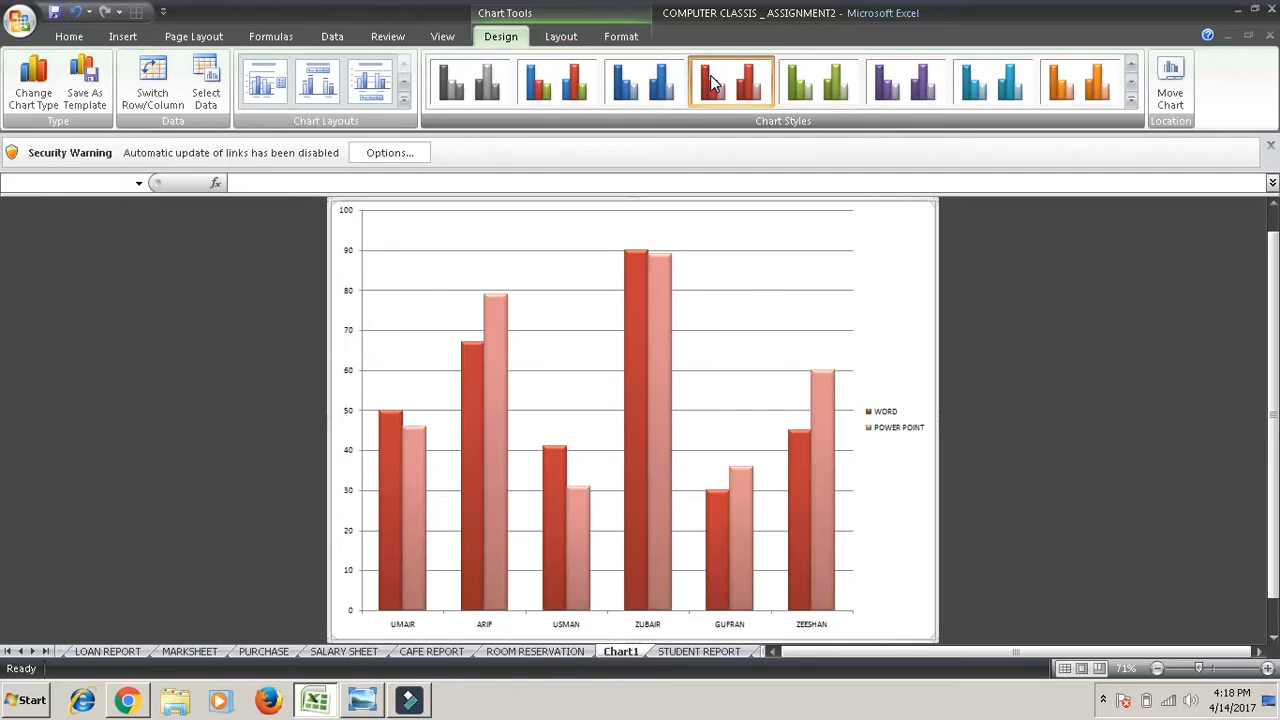 Chart Tools
COMPUTER CLASSIS _ ASSIGNMENT2 - Microsoft Excel
Home Insert Page Layout Formulas Data Review View Design Layout Format
Change Chart Type
Save As Template
Switch Row/Column
Select Data
Move Chart
Type Data Chart Layouts Chart Styles Location
Security Warning Automatic update of links has been disabled Options...
fx
100
90
80
70
60
50
40
30
20
10
0
WORD
POWER POINT
UMAIR ARIF USMAN ZUBAIR GUFRAN ZEESHAN
LOAN REPORT MARKSHEET PURCHASE SALARY SHEET CAFE REPORT ROOM RESERVATION Chart1 STUDENT REPORT
Ready 71%
Start
4:18 PM
4/14/2017